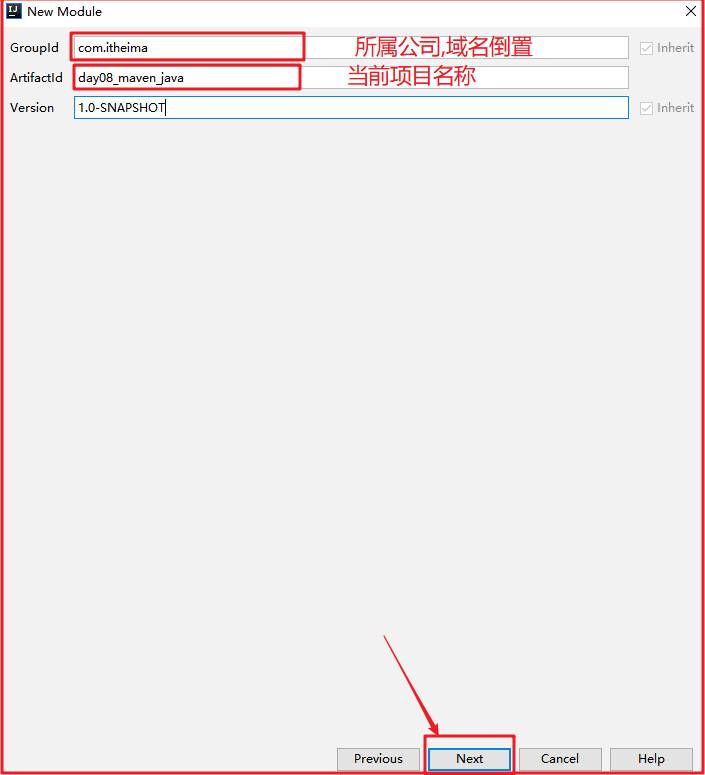 New Module
GroupId com.itheima 所属公司,域名倒置 Inherit
ArtifactId day08_maven_java 当前项目名称
Version 1.0-SNAPSHOT Inherit
Previous Next Cancel Help